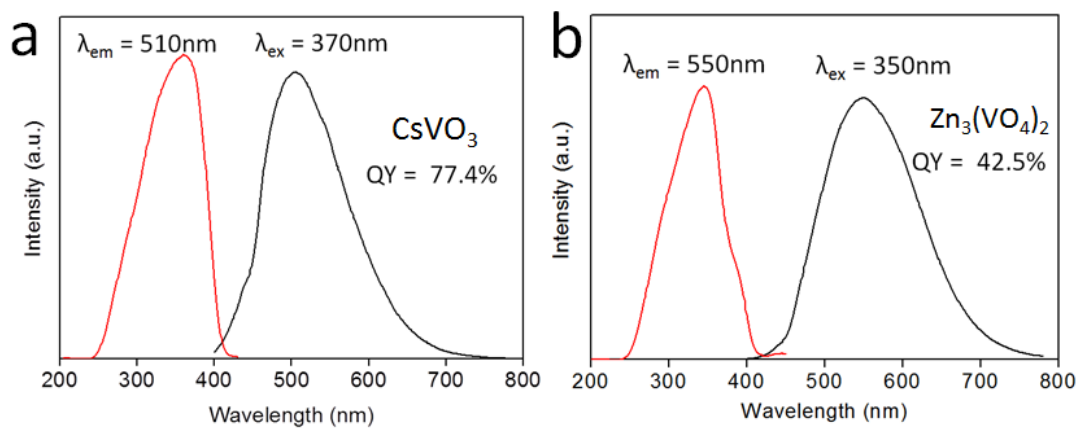 a
λem = 510nm λex = 370nm
CsVO3
QY = 77.4%
Intensity (a.u.)
200 300 400 500 600 700 800
Wavelength (nm)
b
λem = 550nm λex = 350nm
Zn3(VO4)2
QY = 42.5%
Intensity (a.u.)
200 300 400 500 600 700 800
Wavelength (nm)